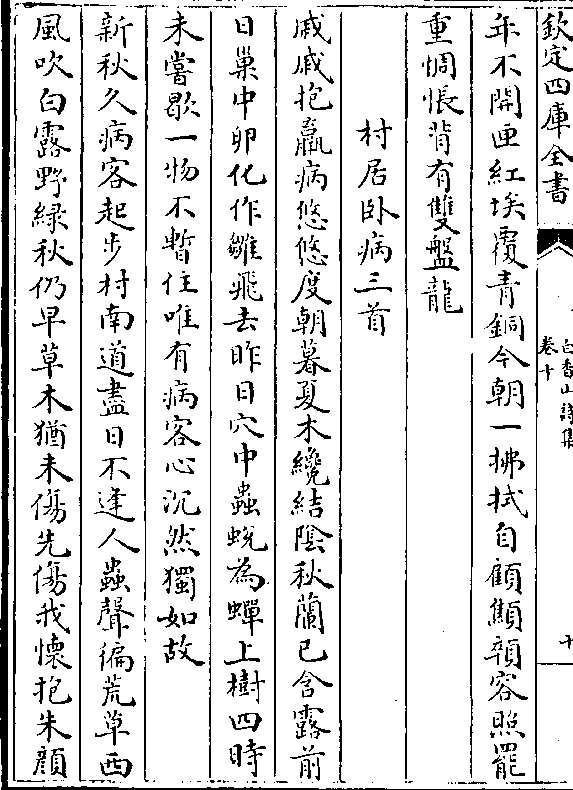 欽定四庫全書
白香山詩集
卷十
十
年不開匣紅埃覆青銅今朝一拂拭自顧顦顇容照罷
重惆悵背有雙盤龍
村居卧病三首
戚戚抱羸病悠悠度朝暮夏木纔結陰秋蘭已含露前
日巢中卵化作雛飛去昨日穴中蟲蛻為蟬上樹四時
未嘗歇一物不暫住唯有病客心沉然獨如故
新秋久病客起步村南道盡日不逢人蟲聲徧荒草西
風吹白露野綠秋仍早草木猶未傷先傷我懷抱朱顔